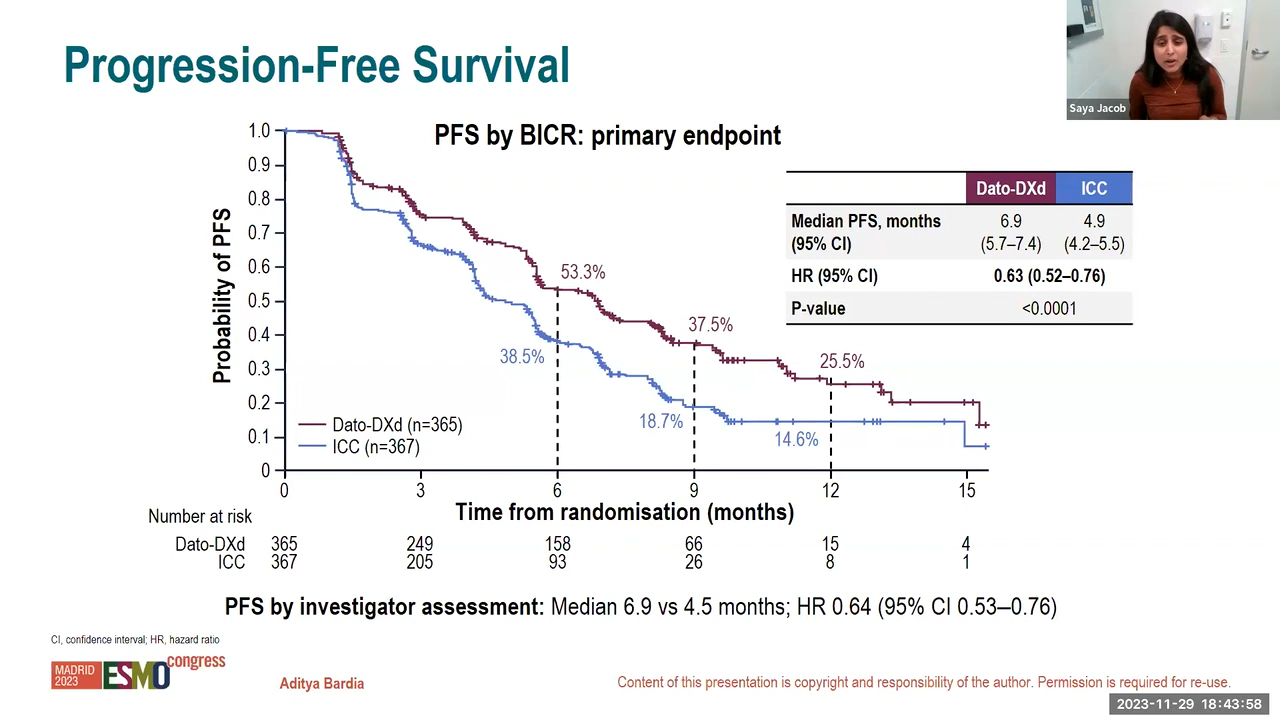 Progression-Free Survival
Saya Jacob
PFS by BICR: primary endpoint
Probability of PFS
1.0
0.9
0.8
0.7
0.6
0.5
0.4
0.3
0.2
0.1
0
53.3%
37.5%
25.5%
38.5%
18.7%
14.6%
Dato-DXd (n=365)
ICC (n=367)
Dato-DXd ICC
Median PFS, months 6.9 4.9
(95% CI) (5.7–7.4) (4.2–5.5)
HR (95% CI) 0.63 (0.52–0.76)
P-value <0.0001
0 3 6 9 12 15
Time from randomisation (months)
Number at risk
Dato-DXd 365 249 158 66 15 4
ICC 367 205 93 26 8 1
PFS by investigator assessment: Median 6.9 vs 4.5 months; HR 0.64 (95% CI 0.53–0.76)
CI, confidence interval; HR, hazard ratio
MADRID
2023
ESMO congress
Aditya Bardia
Content of this presentation is copyright and responsibility of the author. Permission is required for re-use.
2023-11-29 18:43:58